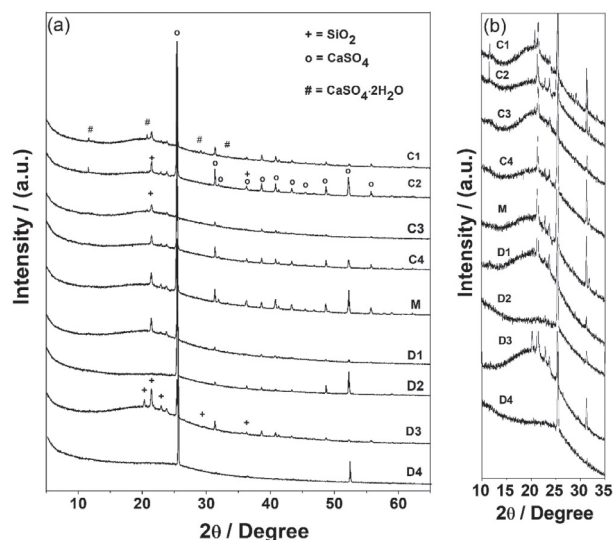 (a)
o
+ = SiO2
o = CaSO4
# = CaSO4·2H2O
# # # #
C1
+ o o + o o o o o o o o
C2
+
C3
C4
M
D1
D2
+ + + + +
D3
D4
Intensity / (a.u.)
10 20 30 40 50 60
2θ / Degree
(b)
C1
C2
C3
C4
M
D1
D2
D3
D4
Intensity / (a.u.)
10 15 20 25 30 35
2θ / Degree